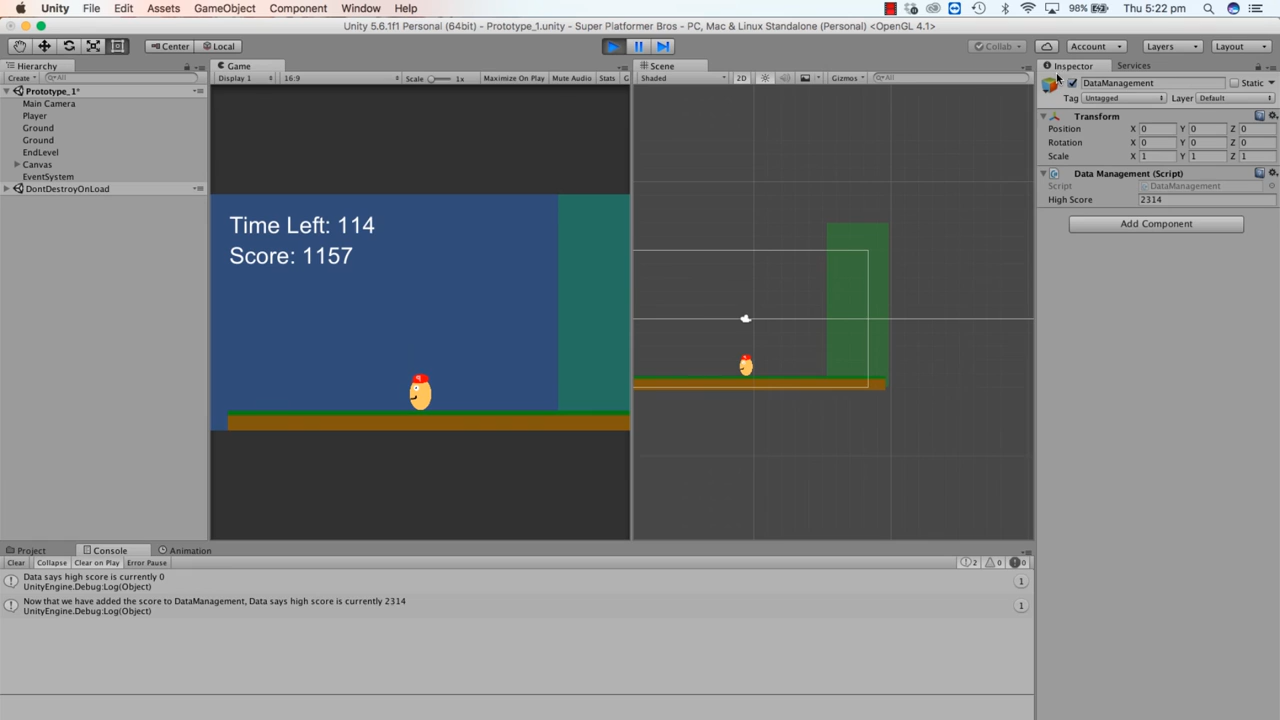 Unity File Edit Assets GameObject Component Window Help 98% Thu 5:22 pm
Unity 5.6.1f1 Personal (64bit) - Prototype_1.unity - Super Platformer Bros - PC, Mac & Linux Standalone (Personal) <OpenGL 4.1>
Center Local Collab Account Layers Layout
Hierarchy
Create All
Prototype_1*
Main Camera
Player
Ground
Ground
EndLevel
Canvas
EventSystem
DontDestroyOnLoad
Game
Display 1 16:9 Scale 1x Maximize On Play Mute Audio Stats G
Time Left: 114
Score: 1157
Scene
Shaded 2D Gizmos All
Inspector Services
DataManagement Static
Tag Untagged Layer Default
Transform
Position X 0 Y 0 Z 0
Rotation X 0 Y 0 Z 0
Scale X 1 Y 1 Z 1
Data Management (Script)
Script DataManagement
High Score 2314
Add Component
Project Console Animation
Clear Collapse Clear on Play Error Pause 2 0 0
Data says high score is currently 0
UnityEngine.Debug:Log(Object)
1
Now that we have added the score to DataManagement, Data says high score is currently 2314
UnityEngine.Debug:Log(Object)
1